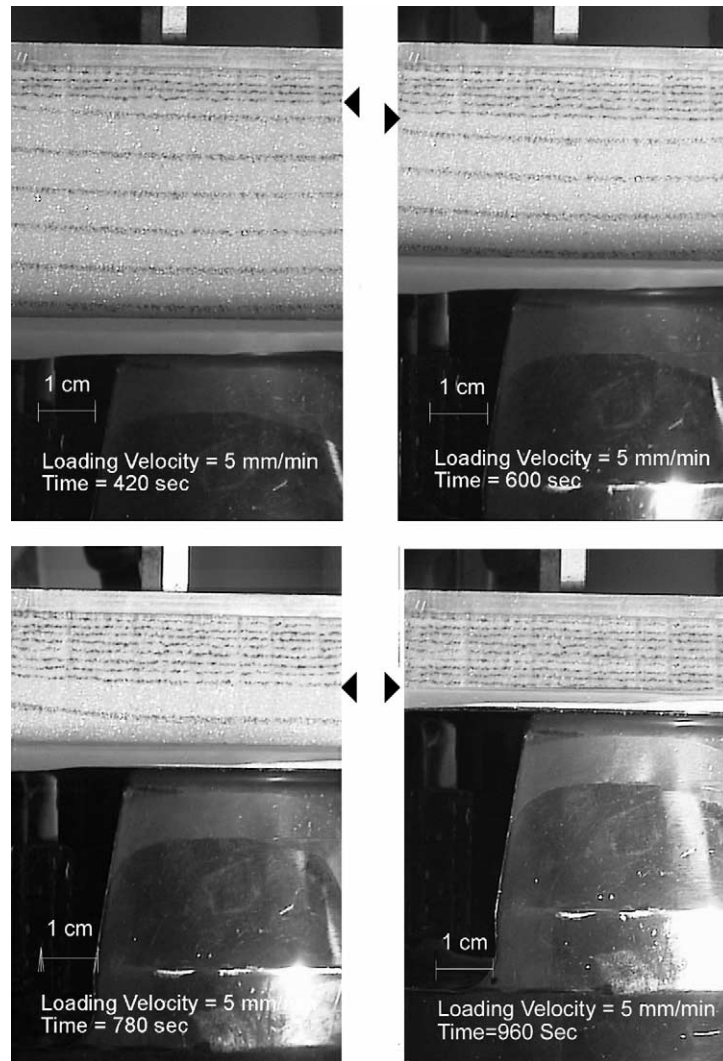 1 cm
Loading Velocity = 5 mm/min
Time = 420 sec
1 cm
Loading Velocity = 5 mm/min
Time = 600 sec
1 cm
Loading Velocity = 5 mm/min
Time = 780 sec
1 cm
Loading Velocity = 5 mm/min
Time=960 Sec